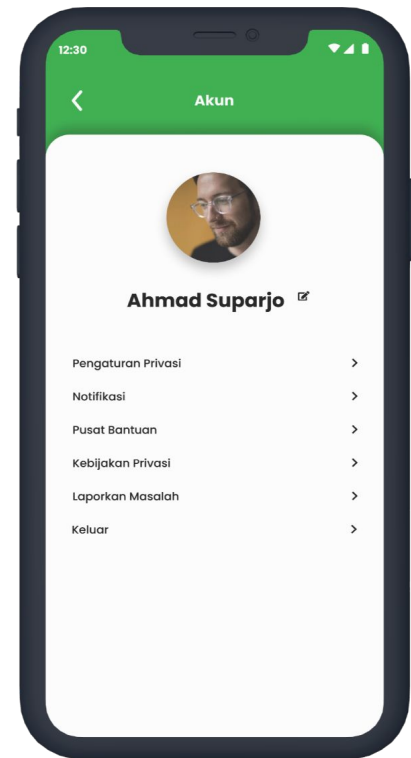 12:30
Akun
Ahmad Suparjo
Pengaturan Privasi
Notifikasi
Pusat Bantuan
Kebijakan Privasi
Laporkan Masalah
Keluar